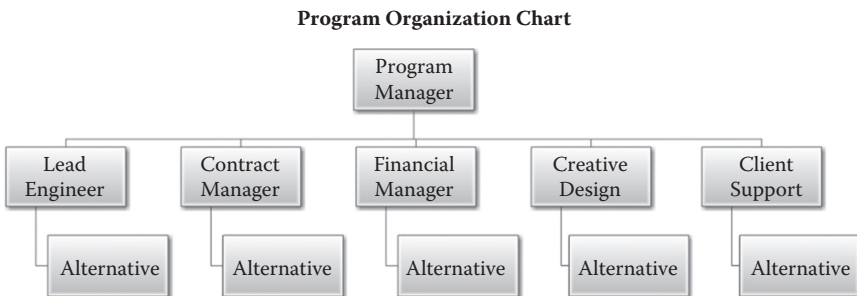 Program Organization Chart
Program
Manager
Lead
Engineer
Contract
Manager
Financial
Manager
Creative
Design
Client
Support
Alternative
Alternative
Alternative
Alternative
Alternative